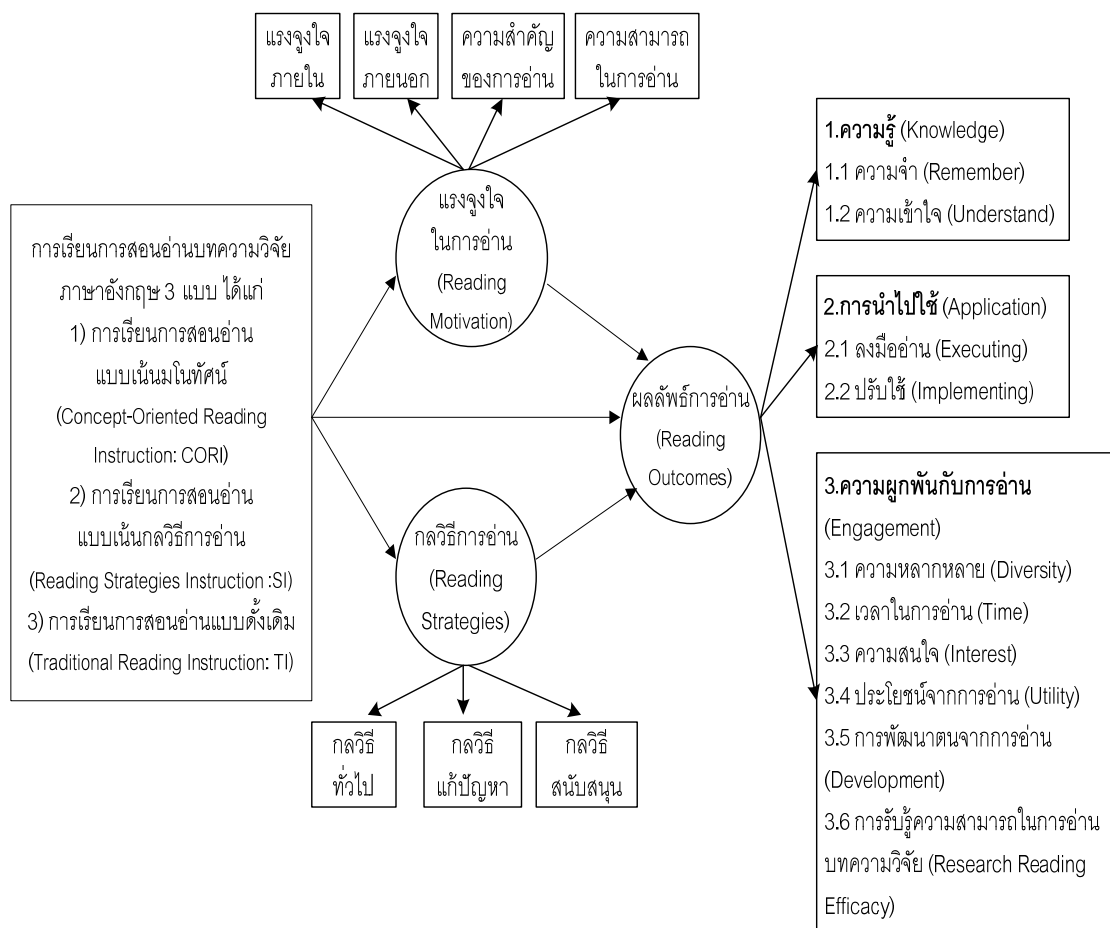 แรงจูงใจ
ภายใน
แรงจูงใจ
ภายนอก
ความสำคัญ
ของการอ่าน
ความสามารถ
ในการอ่าน
แรงจูงใจ
ในการอ่าน
(Reading
Motivation)
การเรียนการสอนอ่านบทความวิจัย
ภาษาอังกฤษ 3 แบบ ได้แก่
1) การเรียนการสอนอ่าน
แบบเน้นมโนทัศน์
(Concept-Oriented Reading
Instruction: CORI)
2) การเรียนการสอนอ่าน
แบบเน้นกลวิธีการอ่าน
(Reading Strategies Instruction :SI)
3) การเรียนการสอนอ่านแบบดั้งเดิม
(Traditional Reading Instruction: TI)
ผลลัพธ์การอ่าน
(Reading
Outcomes)
กลวิธีการอ่าน
(Reading
Strategies)
กลวิธี
ทั่วไป
กลวิธี
แก้ปัญหา
กลวิธี
สนับสนุน
1.ความรู้ (Knowledge)
1.1 ความจำ (Remember)
1.2 ความเข้าใจ (Understand)
2.การนำไปใช้ (Application)
2.1 ลงมืออ่าน (Executing)
2.2 ปรับใช้ (Implementing)
3.ความผูกพันกับการอ่าน
(Engagement)
3.1 ความหลากหลาย (Diversity)
3.2 เวลาในการอ่าน (Time)
3.3 ความสนใจ (Interest)
3.4 ประโยชน์จากการอ่าน (Utility)
3.5 การพัฒนาตนจากการอ่าน
(Development)
3.6 การรับรู้ความสามารถในการอ่าน
บทความวิจัย (Research Reading
Efficacy)